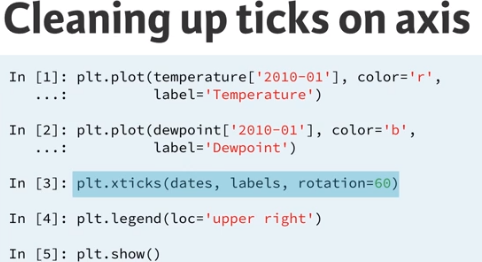 Cleaning up ticks on axis
In [1]: plt.plot(temperature['2010-01'], color='r',
...: label='Temperature')
In [2]: plt.plot(dewpoint['2010-01'], color='b',
...: label='Dewpoint')
In [3]: plt.xticks(dates, labels, rotation=60)
In [4]: plt.legend(loc='upper right')
In [5]: plt.show()